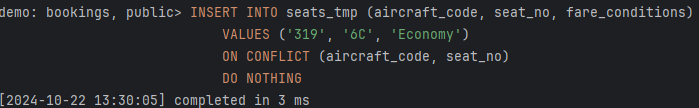 demo: bookings, public> INSERT INTO seats_tmp (aircraft_code, seat_no, fare_conditions)
VALUES ('319', '6C', 'Economy')
ON CONFLICT (aircraft_code, seat_no)
DO NOTHING
[2024-10-22 13:30:05] completed in 3 ms